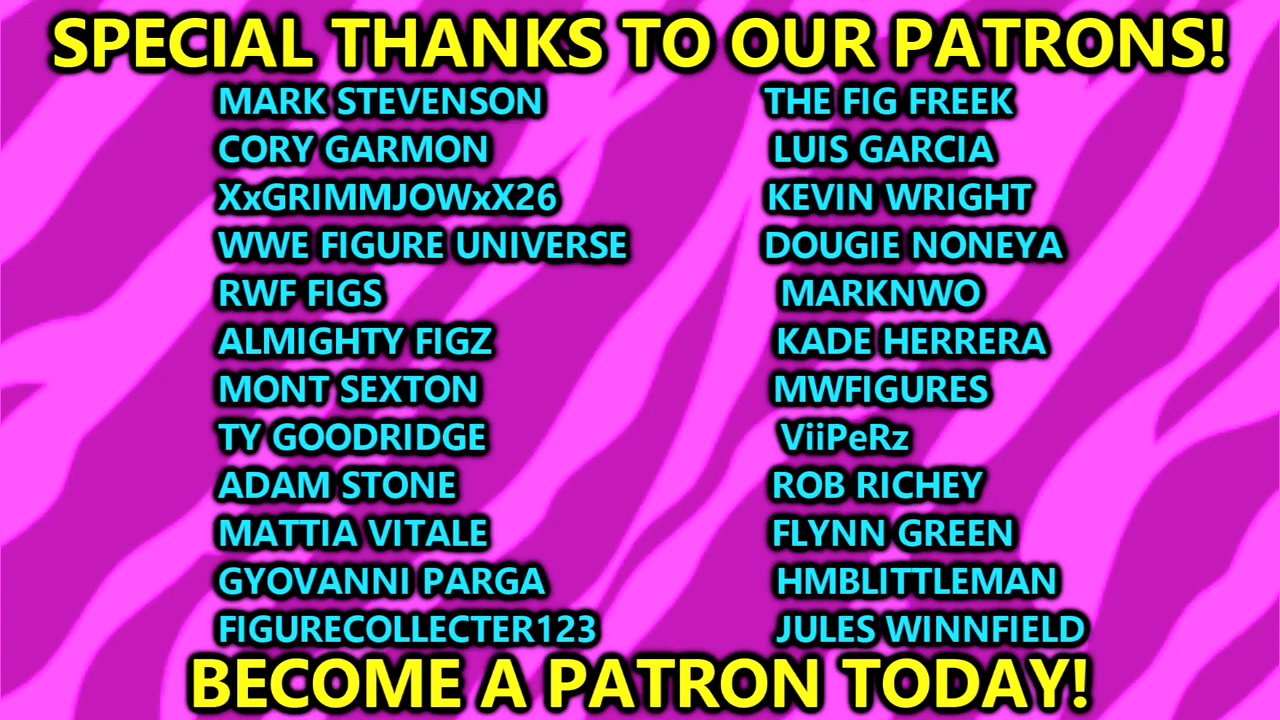 SPECIAL THANKS TO OUR PATRONS!
MARK STEVENSON
CORY GARMON
XxGRIMMJOWxX26
WWE FIGURE UNIVERSE
RWF FIGS
ALMIGHTY FIGZ
MONT SEXTON
TY GOODRIDGE
ADAM STONE
MATTIA VITALE
GYOVANNI PARGA
FIGURECOLLECTER123
THE FIG FREEK
LUIS GARCIA
KEVIN WRIGHT
DOUGIE NONEYA
MARKNWO
KADE HERRERA
MWFIGURES
ViiPeRz
ROB RICHEY
FLYNN GREEN
HMBLITTLEMAN
JULES WINNFIELD
BECOME A PATRON TODAY!